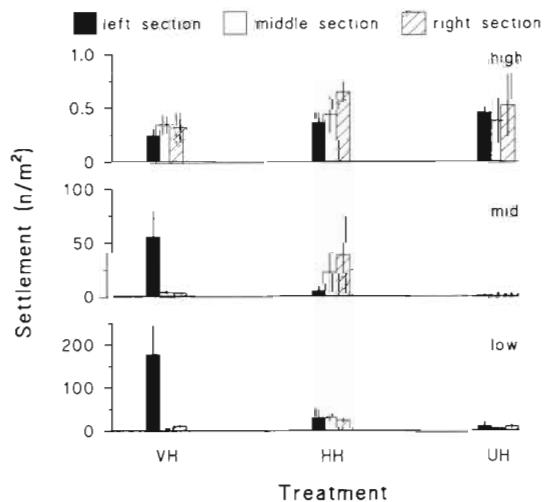 left section middle section right section
high
1.0
0.5
0
mid
100
50
0
low
200
100
0
Settlement (n/m²)
VH HH UH
Treatment